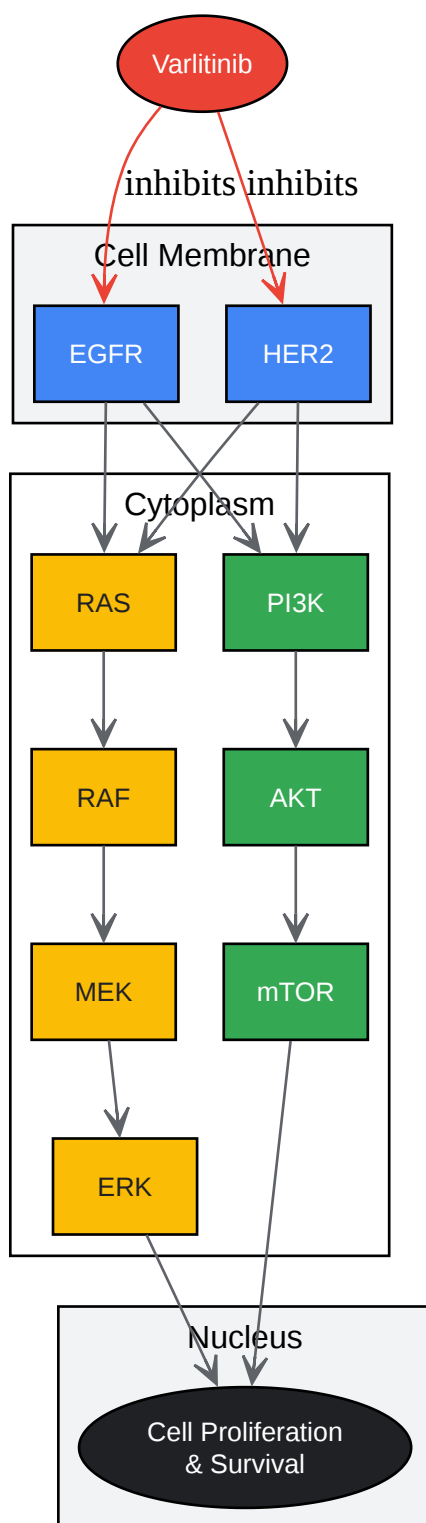 Varlitinib
inhibits inhibits
Cell Membrane
EGFR HER2
Cytoplasm
RAS PI3K
RAF AKT
MEK mTOR
ERK
Nucleus
Cell Proliferation
& Survival